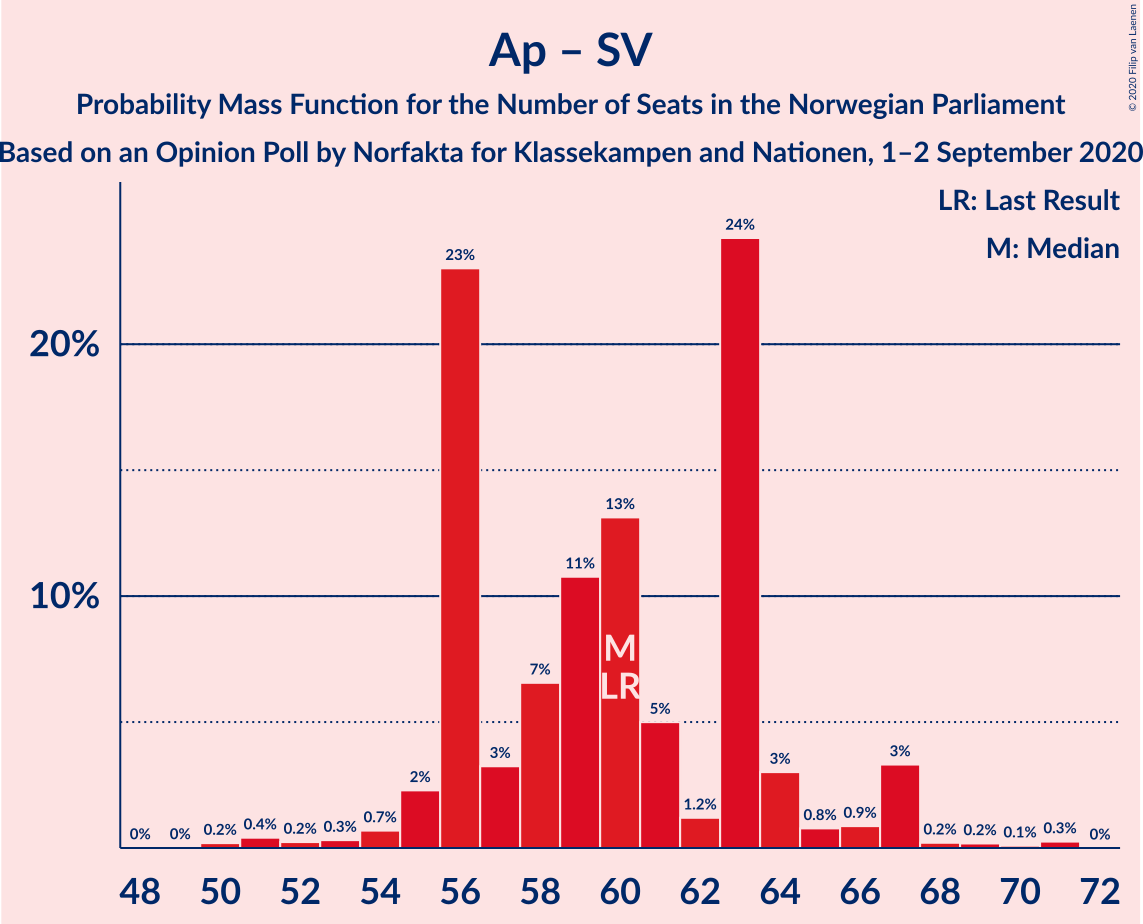 Ap – SV
Probability Mass Function for the Number of Seats in the Norwegian Parliament
Based on an Opinion Poll by Norfakta for Klassekampen and Nationen, 1–2 September 2020
© 2020 Filip van Laenen
LR: Last Result
M: Median
20%
10%
0% 0% 0.2% 0.4% 0.2% 0.3% 0.7% 2% 23% 3% 7% 11% 13% 5% 1.2% 24% 3% 0.8% 0.9% 3% 0.2% 0.2% 0.1% 0.3% 0%
M
LR
48 50 52 54 56 58 60 62 64 66 68 70 72